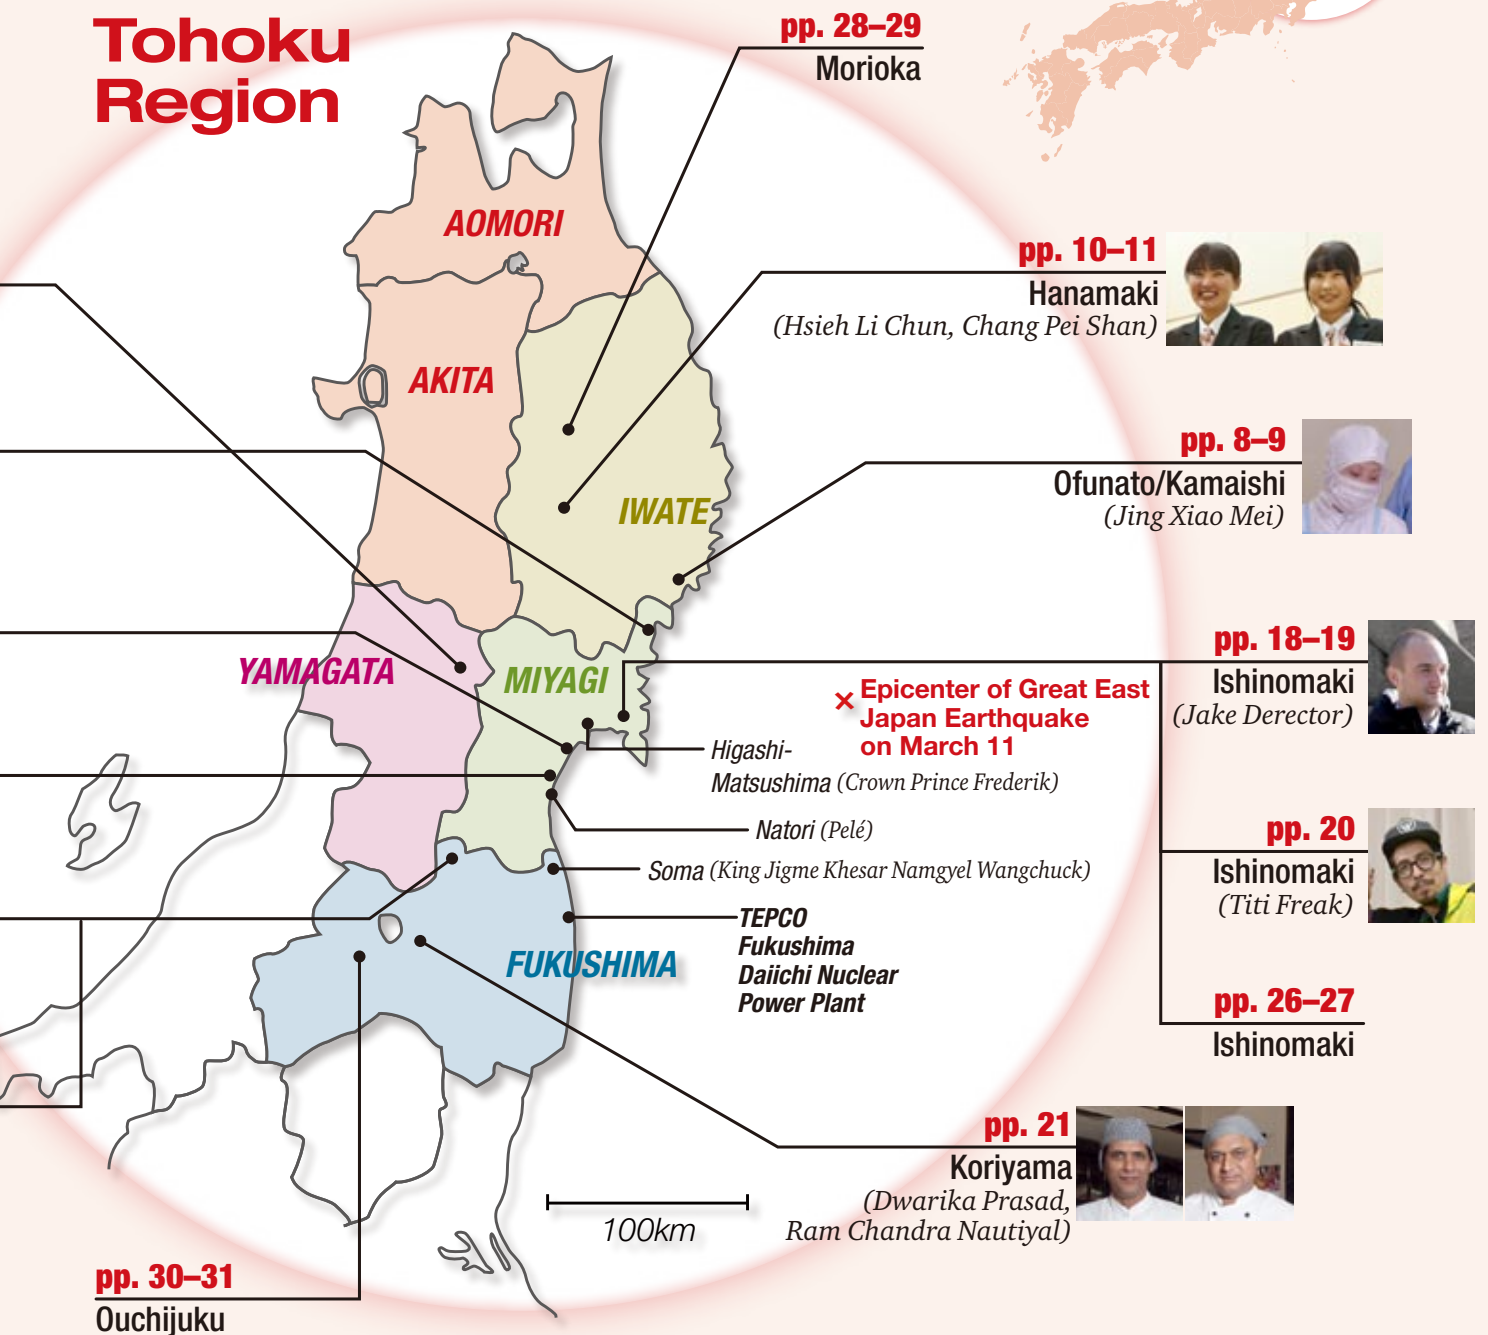 Tohoku
Region
pp. 28–29
Morioka
AOMORI
pp. 10–11
Hanamaki
(Hsieh Li Chun, Chang Pei Shan)
AKITA
pp. 8–9
Ofunato/Kamaishi
(Jing Xiao Mei)
IWATE
pp. 18–19
Ishinomaki
(Jake Derector)
YAMAGATA
MIYAGI
× Epicenter of Great East
Japan Earthquake
on March 11
Higashi-
Matsushima (Crown Prince Frederik)
Natori (Pelé)
pp. 20
Ishinomaki
(Titi Freak)
Soma (King Jigme Khesar Namgyel Wangchuck)
TEPCO
Fukushima
Daiichi Nuclear
Power Plant
FUKUSHIMA
pp. 26–27
Ishinomaki
pp. 21
Koriyama
(Dwarika Prasad,
Ram Chandra Nautiyal)
100km
pp. 30–31
Ouchijuku